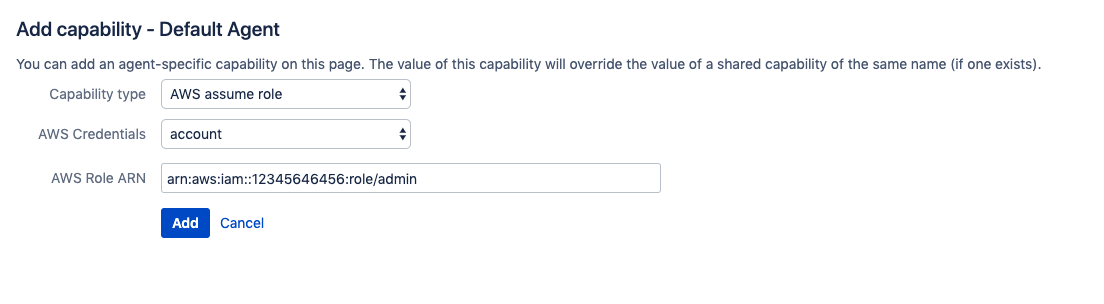 Add capability - Default Agent
You can add an agent-specific capability on this page. The value of this capability will override the value of a shared capability of the same name (if one exists).
Capability type AWS assume role
AWS Credentials account
AWS Role ARN arn:aws:iam::12345646456:role/admin
Add Cancel